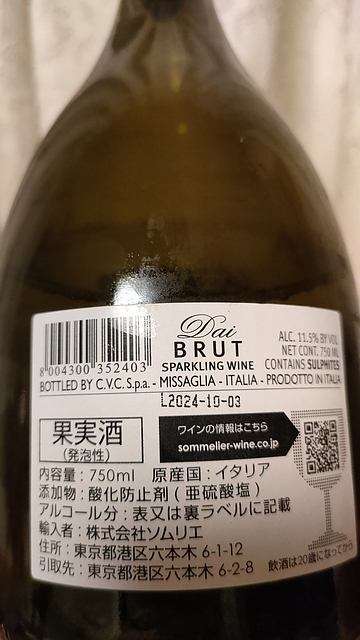 Dai
BRUT
SPARKLING WINE
ALC. 11.5% BY VOL
NET CONT. 750 ML
CONTAINS SULPHITES
8 004300 352403
BOTTLED BY C.V.C. S.p.a. - MISSAGLIA - ITALIA - PRODOTTO IN ITALIA
L2024-10-03
果実酒
(発泡性)
ワインの情報はこちら
sommelier-wine.co.jp
内容量：750ml 原産国：イタリア
添加物：酸化防止剤（亜硫酸塩）
アルコール分：表又は裏ラベルに記載
輸入者：株式会社ソムリエ
住所：東京都港区六本木 6-1-12
引取先：東京都港区六本木 6-2-8
飲酒は20歳になってから